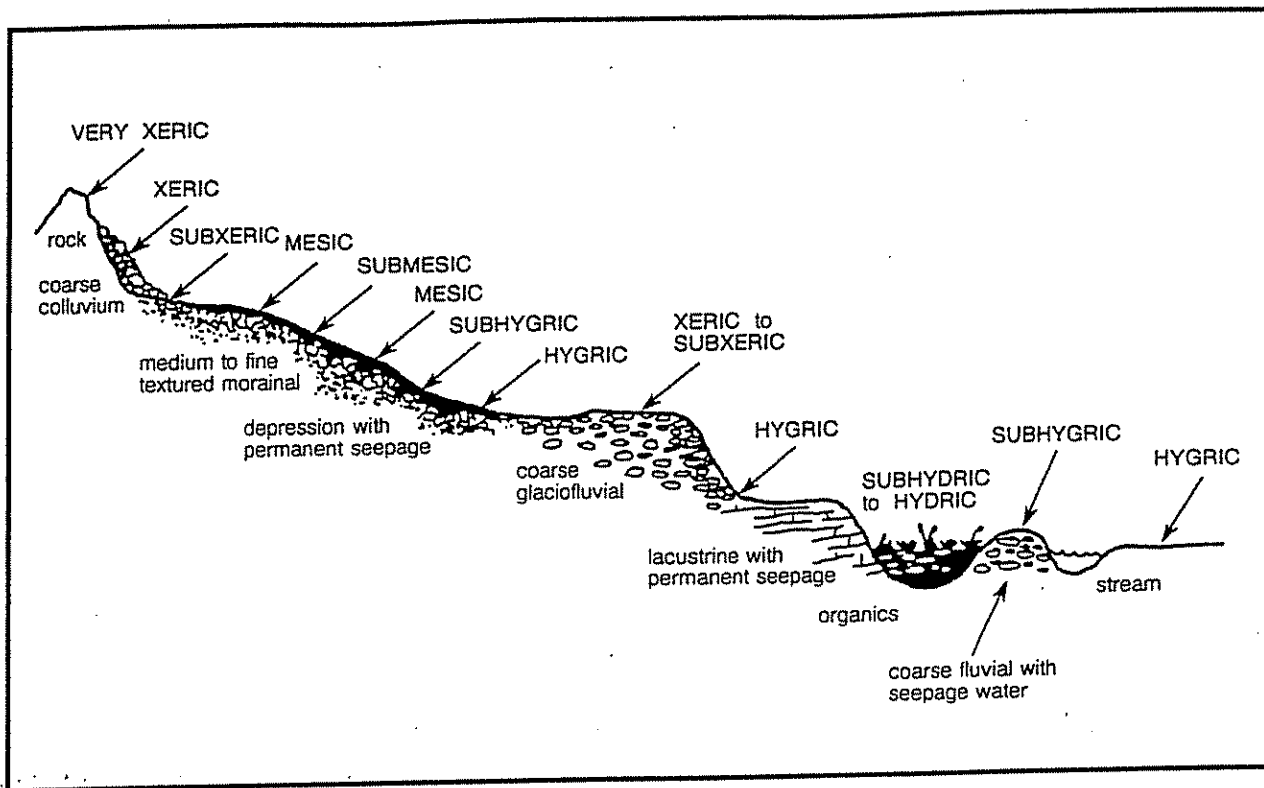 VERY XERIC
XERIC
rock
SUBXERIC
MESIC
coarse
colluvium
SUBMESIC
MESIC
medium to fine
textured morainal
SUBHYGRIC
HYGRIC
depression with
permanent seepage
XERIC to
SUBXERIC
coarse
glaciofluvial
HYGRIC
lacustrine with
permanent seepage
SUBHYDRIC
to HYDRIC
organics
SUBHYGRIC
coarse fluvial with
seepage water
HYGRIC
stream